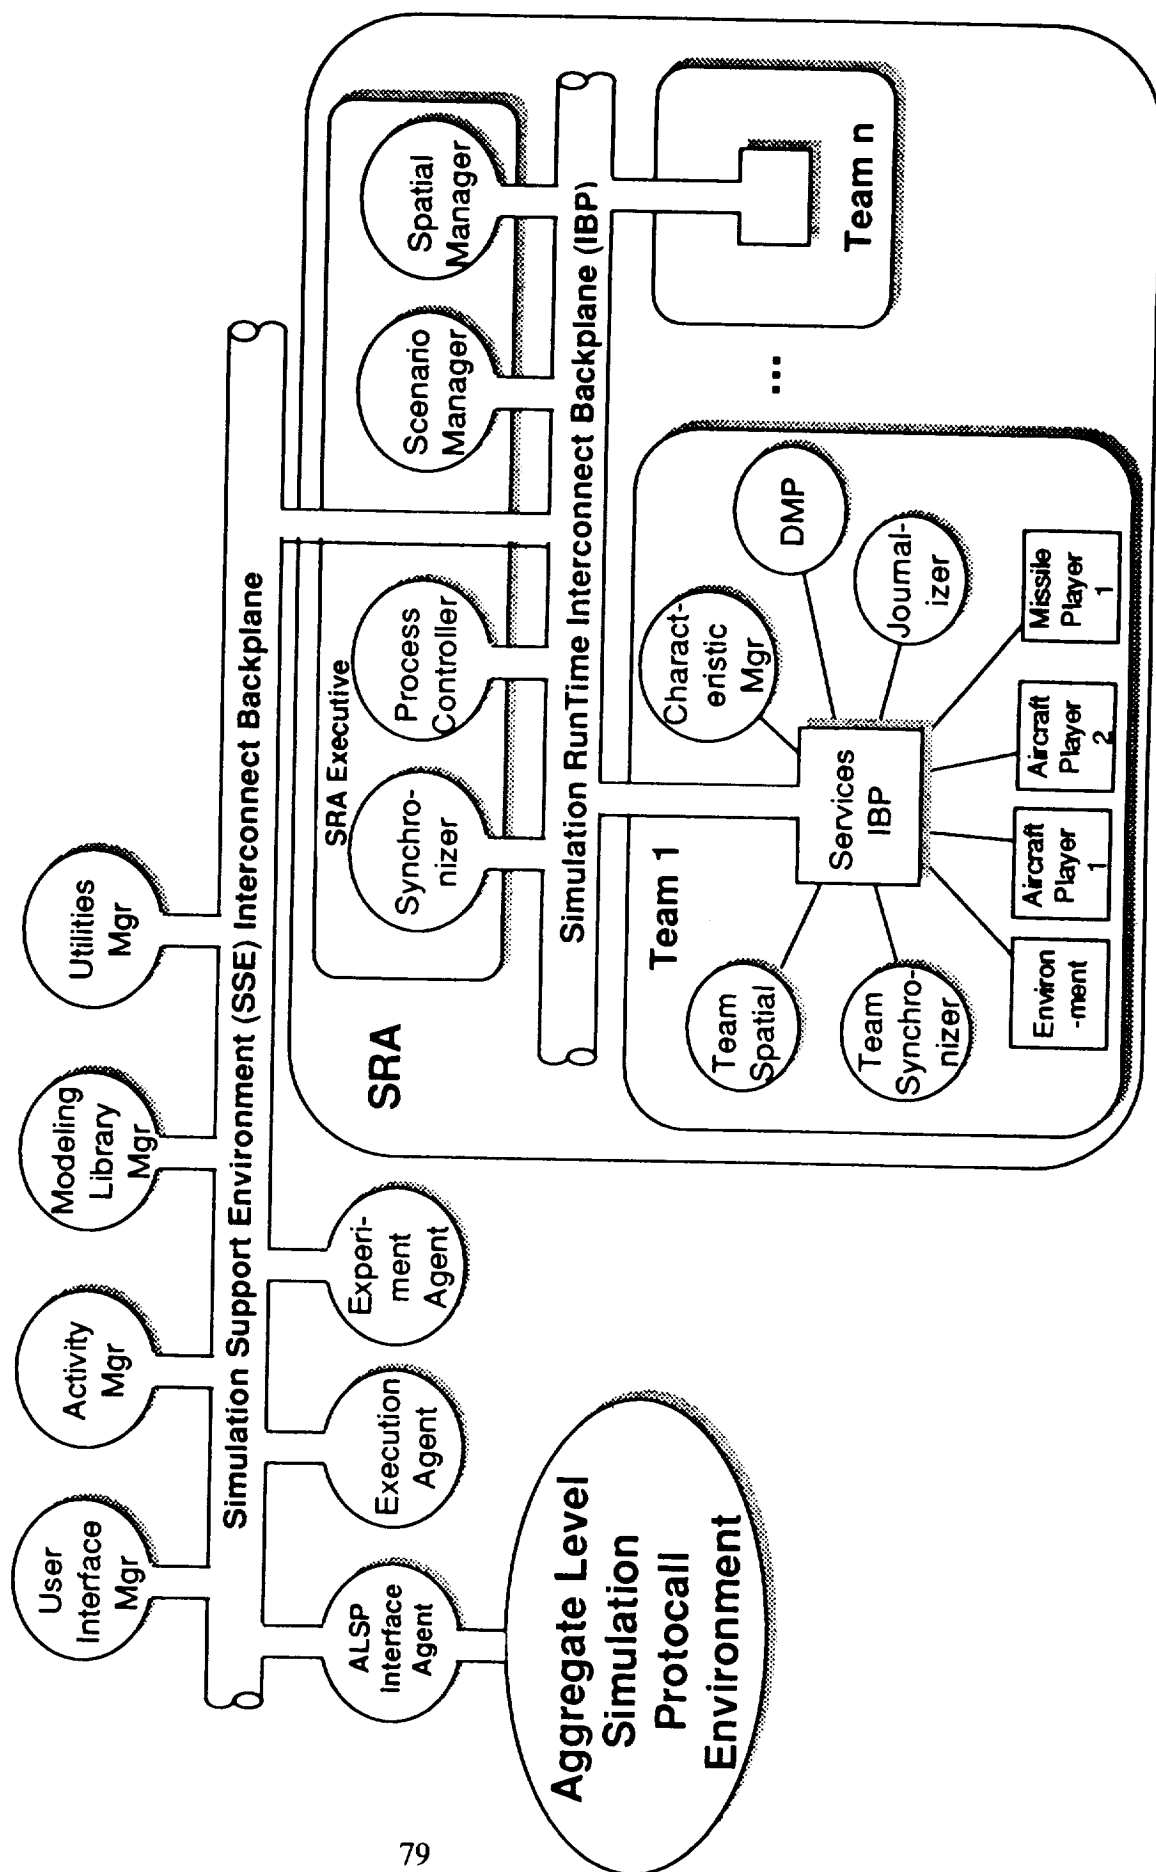 User
Interface
Mgr
Activity
Mgr
Modeling
Library
Mgr
Utilities
Mgr
Simulation Support Environment (SSE) Interconnect Backplane
ALSP
Interface
Agent
Execution
Agent
Experi-
ment
Agent
Aggregate Level
Simulation
Protocall
Environment
SRA
SRA Executive
Synchro-
nizer
Process
Controller
Scenario
Manager
Spatial
Manager
Simulation RunTime Interconnect Backplane (IBP)
Team 1
Team
Spatial
Team
Synchro-
nizer
Services
IBP
Charact-
eristic
Mgr
DMP
Journal-
izer
Environ
-ment
Aircraft
Player
1
Aircraft
Player
2
Missile
Player
1
...
Team n
79